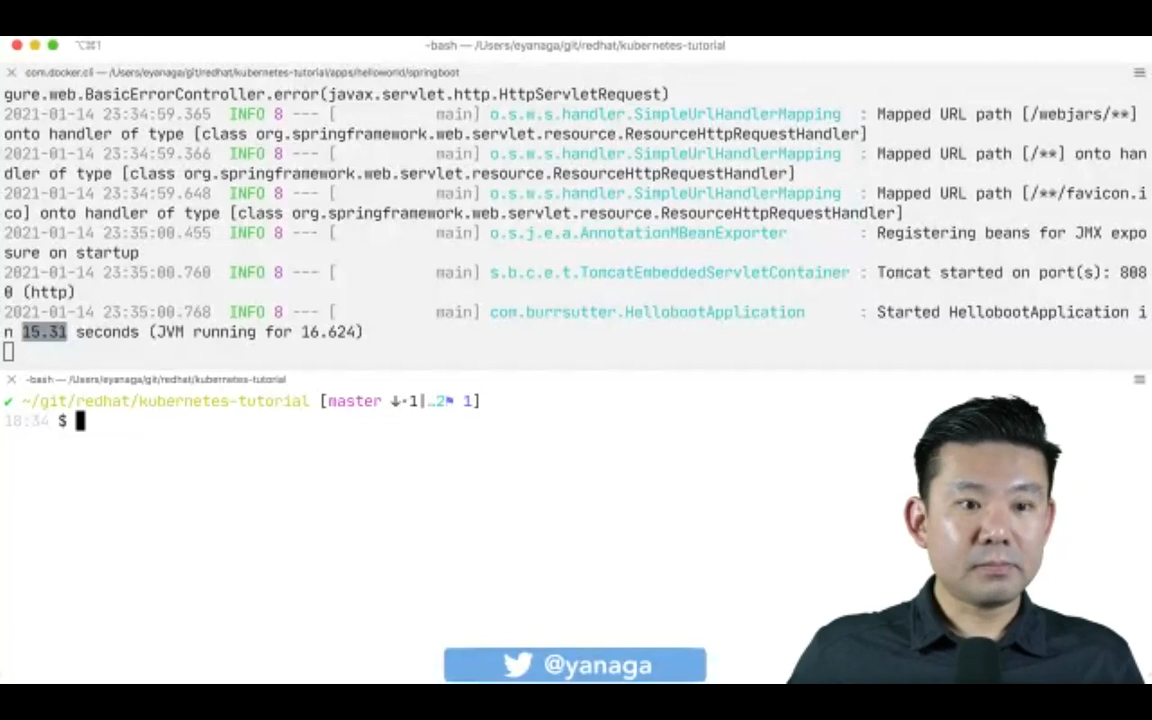 ⌥⌘1
-bash — /Users/eyanaga/git/redhat/kubernetes-tutorial
com.docker.cli — /Users/eyanaga/git/redhat/kubernetes-tutorial/apps/helloworld/springboot
gure.web.BasicErrorController.error(javax.servlet.http.HttpServletRequest)
2021-01-14 23:34:59.365  INFO 8 --- [           main] o.s.w.s.handler.SimpleUrlHandlerMapping  : Mapped URL path [/webjars/**]
onto handler of type [class org.springframework.web.servlet.resource.ResourceHttpRequestHandler]
2021-01-14 23:34:59.366  INFO 8 --- [           main] o.s.w.s.handler.SimpleUrlHandlerMapping  : Mapped URL path [/**] onto han
dler of type [class org.springframework.web.servlet.resource.ResourceHttpRequestHandler]
2021-01-14 23:34:59.648  INFO 8 --- [           main] o.s.w.s.handler.SimpleUrlHandlerMapping  : Mapped URL path [/**/favicon.i
co] onto handler of type [class org.springframework.web.servlet.resource.ResourceHttpRequestHandler]
2021-01-14 23:35:00.455  INFO 8 --- [           main] o.s.j.e.a.AnnotationMBeanExporter        : Registering beans for JMX expo
sure on startup
2021-01-14 23:35:00.760  INFO 8 --- [           main] s.b.c.e.t.TomcatEmbeddedServletContainer : Tomcat started on port(s): 808
0 (http)
2021-01-14 23:35:00.768  INFO 8 --- [           main] com.burrsutter.HellobootApplication      : Started HellobootApplication i
n 15.31 seconds (JVM running for 16.624)
-bash — /Users/eyanaga/git/redhat/kubernetes-tutorial
✔ ~/git/redhat/kubernetes-tutorial [master ↓·1|…2⚑ 1]
18:34 $
@yanaga